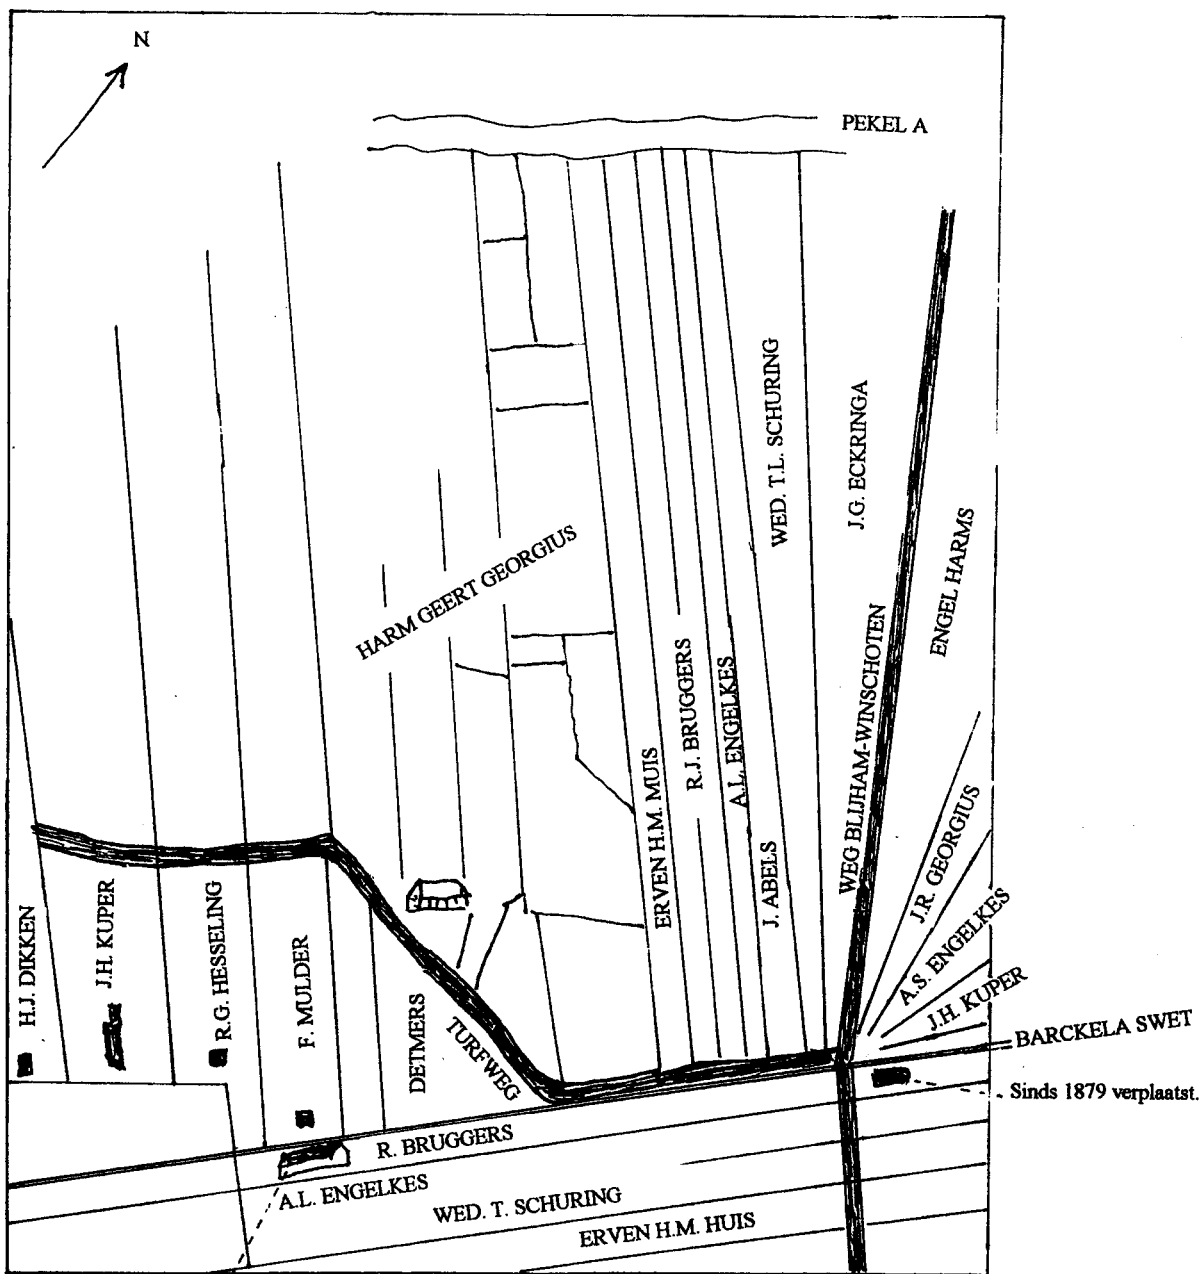 N
PEKEL A
WED. T.L. SCHURING
J.G. ECKRINGA
HARM GEERT GEORGIUS
ENGEL HARMS
WEG BLIJHAM-WINSCHOTEN
R.J. BRUGGERS
A.L. ENGELKES
ERVEN H.M. MUIS
J. ABELS
J.R. GEORGIUS
A.S. ENGELKES
J.H. KUPER
BARCKELA SWET
Sinds 1879 verplaatst.
H.J. DIKKEN
J.H. KUPER
R.G. HESSELING
F. MULDER
DETMERS
TURFWEG
R. BRUGGERS
A.L. ENGELKES
WED. T. SCHURING
ERVEN H.M. HUIS